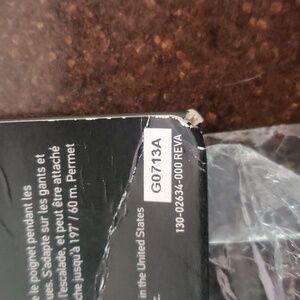 e le poignet pendant les
ues. S'adapte sur les gants et
l'escalade, et peut être attaché
che jusqu'à 197' / 60 m. Permet
in the United States
c.
G0713A
130-02634-000 REVA